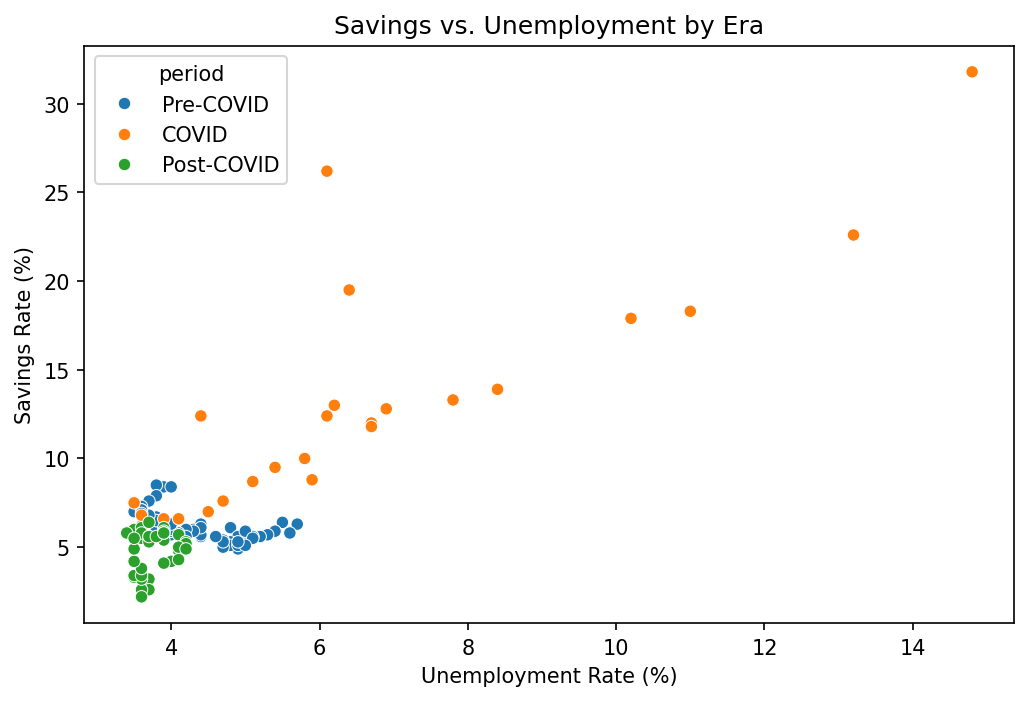 Savings vs. Unemployment by Era
period
Pre-COVID
COVID
Post-COVID
30
25
20
15
10
5
Savings Rate (%)
4 6 8 10 12 14
Unemployment Rate (%)